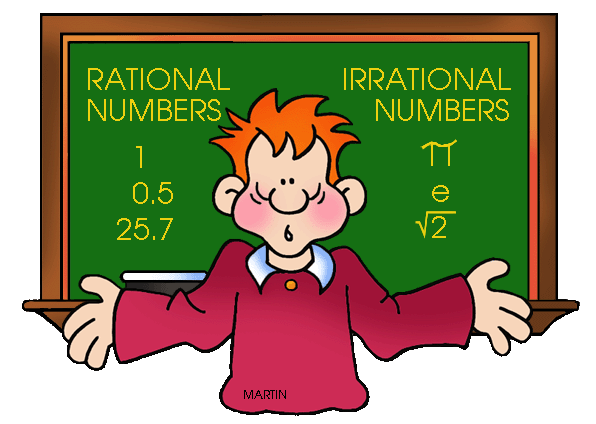 RATIONAL
NUMBERS
1
0.5
25.7
IRRATIONAL
NUMBERS
π
e
√2
MARTIN